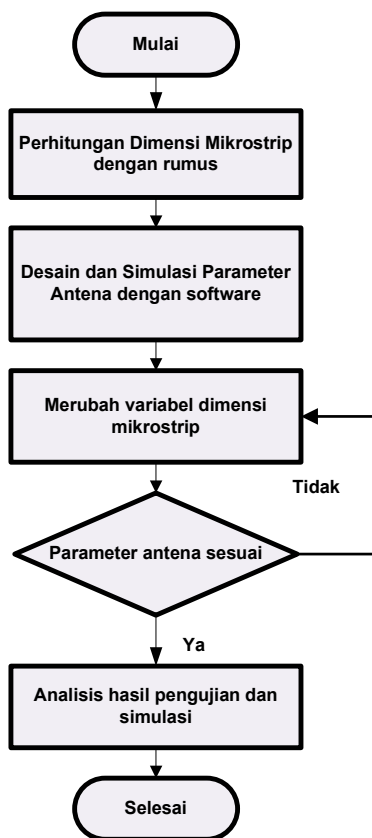 Mulai
Perhitungan Dimensi Mikrostrip
dengan rumus
Desain dan Simulasi Parameter
Antena dengan software
Merubah variabel dimensi
mikrostrip
Tidak
Parameter antena sesuai
Ya
Analisis hasil pengujian dan
simulasi
Selesai